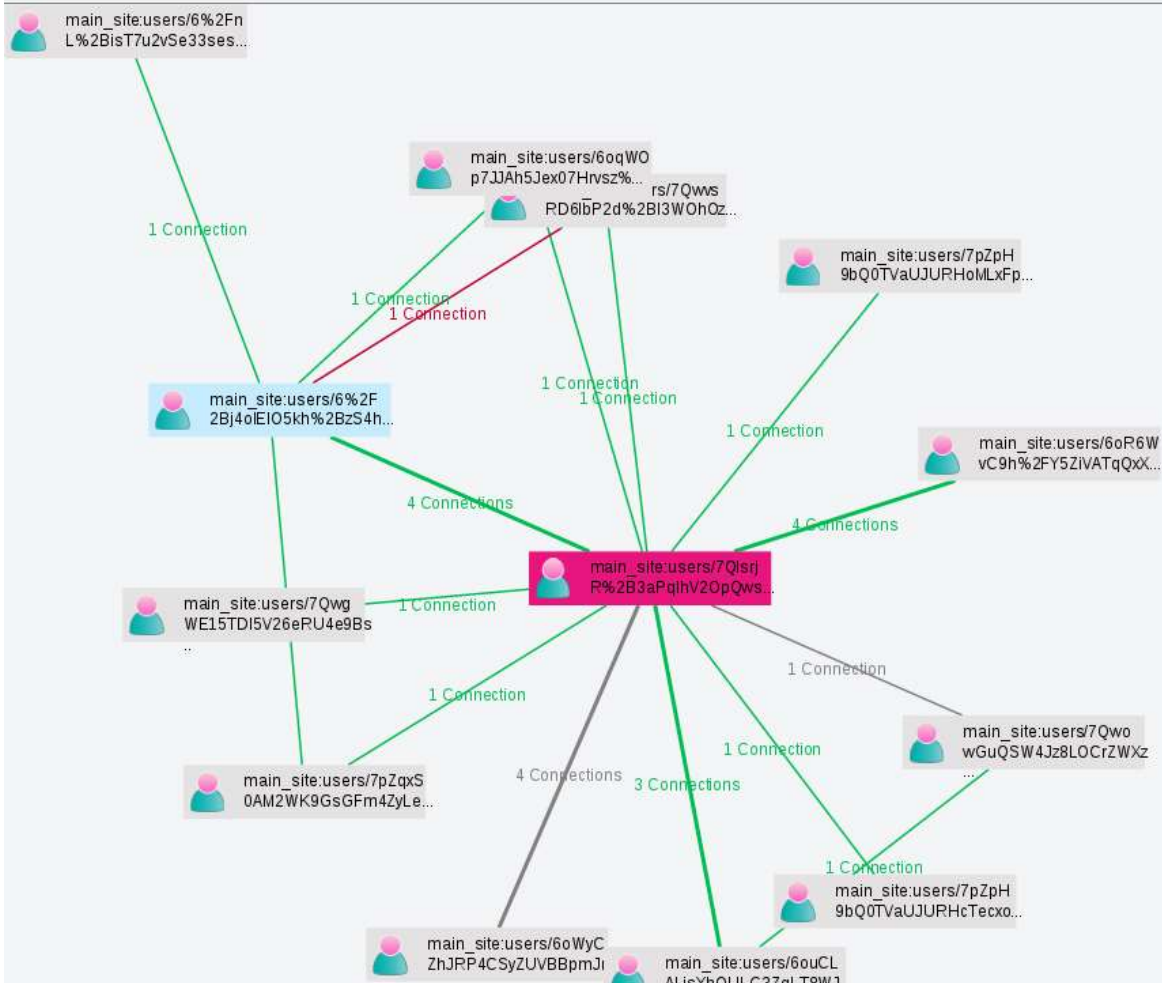 main_site:users/6%2Fn
L%2BisT7u2vSe33ses...
main_site:users/6oqWO
p7JJAh5Jex07Hrvsz%...
rs/7Qwvs
RD6lbP2d%2BI3WOhOz...
1 Connection
main_site:users/7pZpH
9bQ0TVaUJURHoMLxFp...
1 Connection
1 Connection
main_site:users/6%2F
2Bj4olEIO5kh%2BzS4h...
1 Connection
1 Connection
1 Connection
main_site:users/6oR6W
vC9h%2FY5ZiVATqQxX...
4 Connections
4 Connections
main_site:users/7Qlsrj
R%2B3aPqlhV2OpQws...
main_site:users/7Qwg
WE15TDI5V26eRU4e9Bs
..
1 Connection
1 Connection
1 Connection
main_site:users/7Qwo
wGuQSW4Jz8LOCrZWXz
...
1 Connection
main_site:users/7pZqxS
0AM2WK9GsGFm4ZyLe...
4 Connections
3 Connections
1 Connection
main_site:users/7pZpH
9bQ0TVaUJURHcTecxo...
main_site:users/6oWyC
ZhJRP4CSyZUVBBpmJr
main_site:users/6ouCL